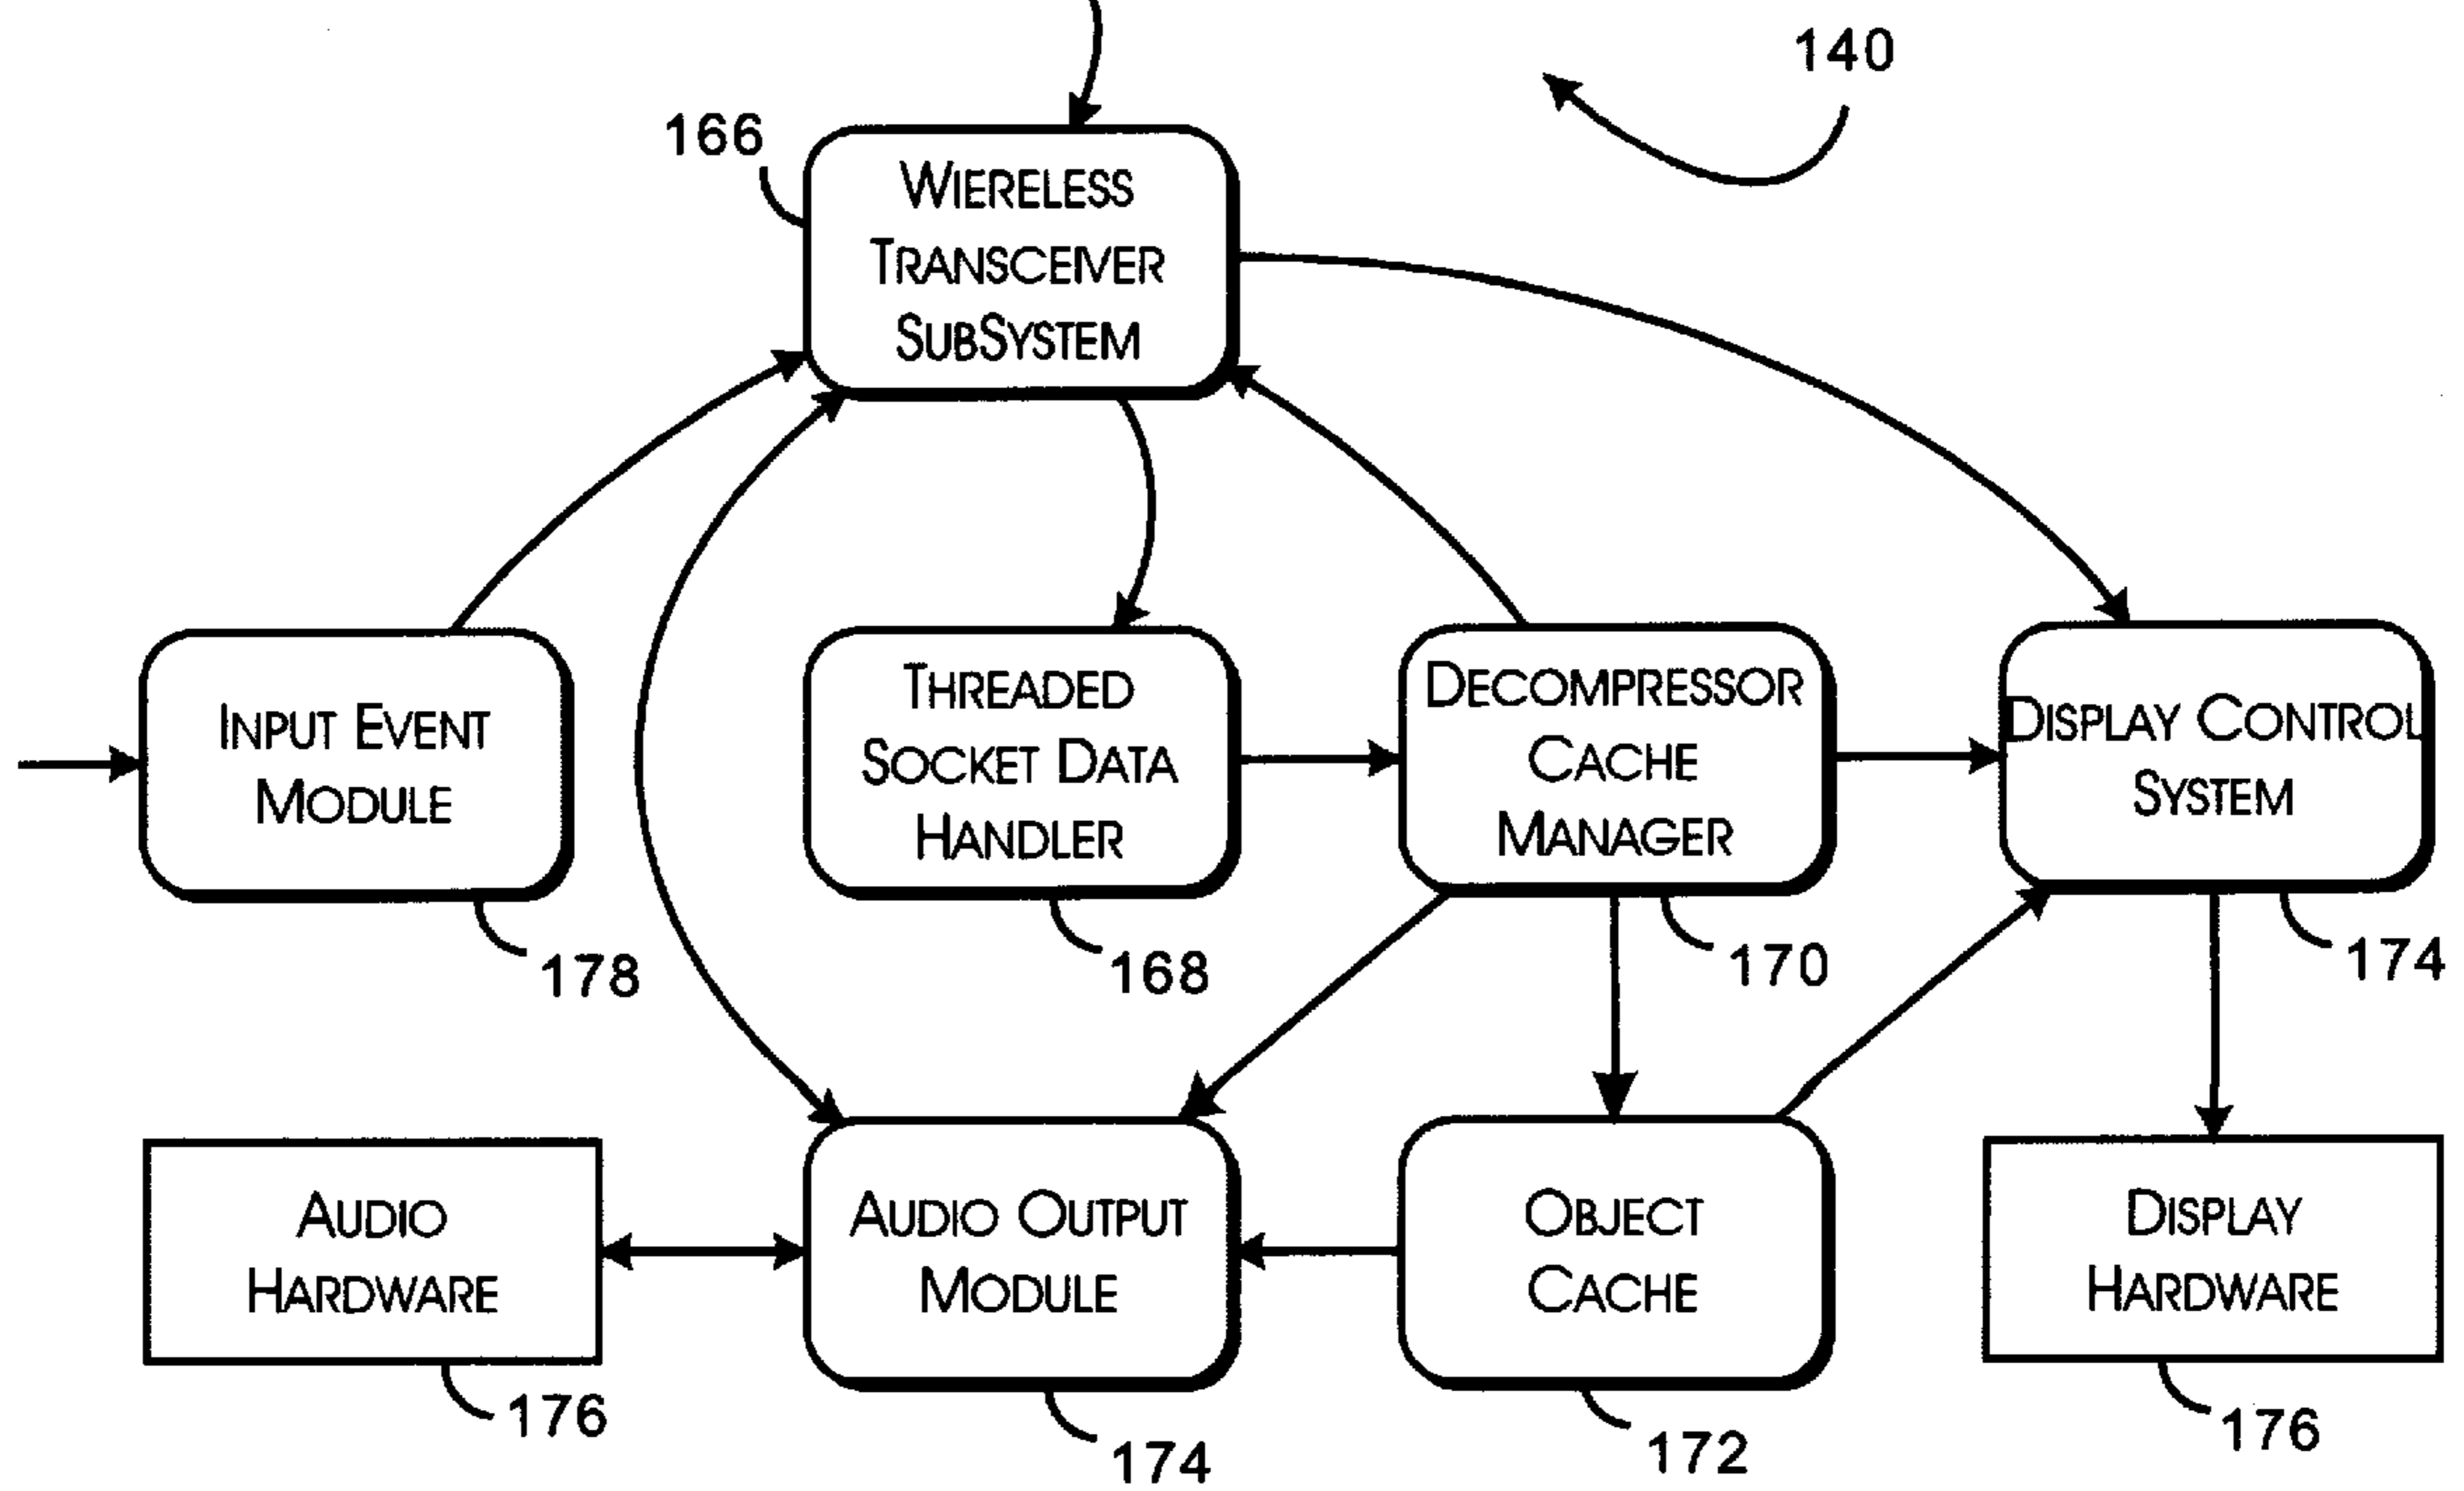 140
166
WIERELESS
TRANSCEIVER
SUBSYSTEM
INPUT EVENT
MODULE
178
THREADED
SOCKET DATA
HANDLER
168
DECOMPRESSOR
CACHE
MANAGER
170
DISPLAY CONTROL
SYSTEM
174
AUDIO
HARDWARE
176
AUDIO OUTPUT
MODULE
174
OBJECT
CACHE
172
DISPLAY
HARDWARE
176